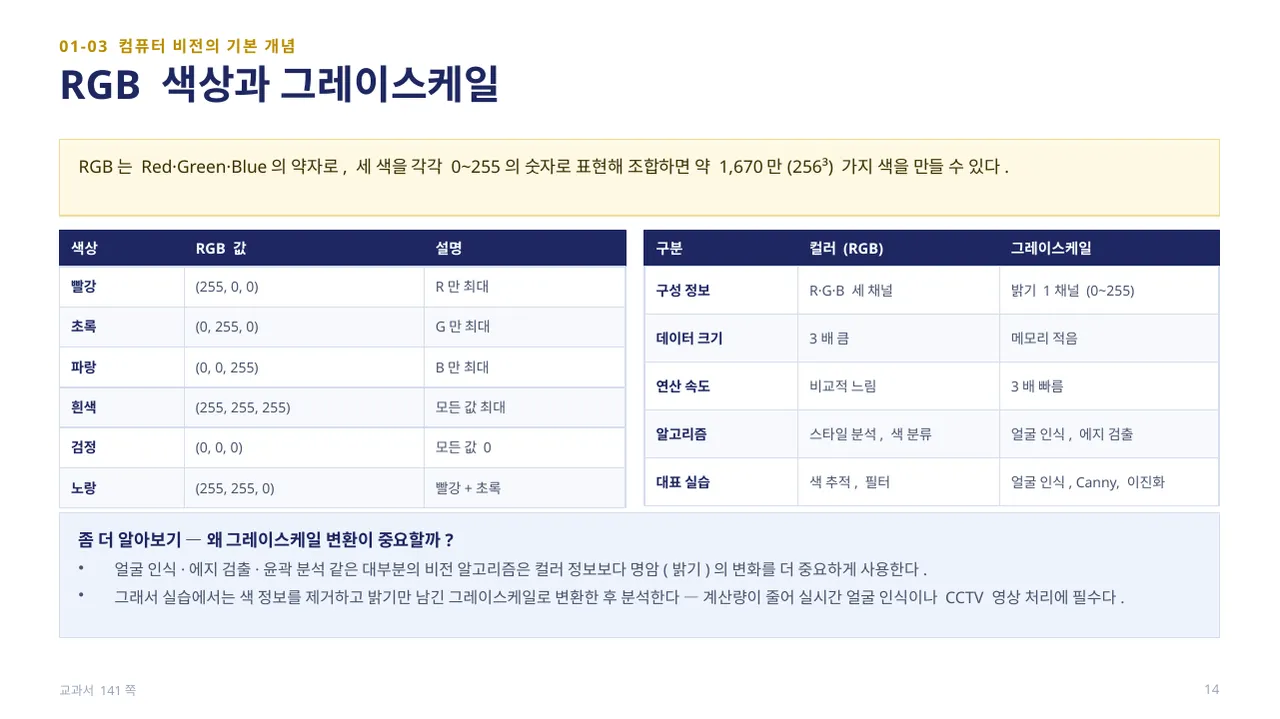 01-03 컴퓨터 비전의 기본 개념
RGB 색상과 그레이스케일
RGB 는 Red·Green·Blue 의 약자로 , 세 색을 각각 0~255 의 숫자로 표현해 조합하면 약 1,670 만 (256³) 가지 색을 만들 수 있다 .
색상 RGB 값 설명
빨강 (255, 0, 0) R 만 최대
초록 (0, 255, 0) G 만 최대
파랑 (0, 0, 255) B 만 최대
흰색 (255, 255, 255) 모든 값 최대
검정 (0, 0, 0) 모든 값 0
노랑 (255, 255, 0) 빨강 + 초록
구분 컬러 (RGB) 그레이스케일
구성 정보 R·G·B 세 채널 밝기 1 채널 (0~255)
데이터 크기 3 배 큼 메모리 적음
연산 속도 비교적 느림 3 배 빠름
알고리즘 스타일 분석 , 색 분류 얼굴 인식 , 에지 검출
대표 실습 색 추적 , 필터 얼굴 인식 , Canny, 이진화
좀 더 알아보기 — 왜 그레이스케일 변환이 중요할까 ?
• 얼굴 인식 · 에지 검출 · 윤곽 분석 같은 대부분의 비전 알고리즘은 컬러 정보보다 명암 ( 밝기 ) 의 변화를 더 중요하게 사용한다 .
• 그래서 실습에서는 색 정보를 제거하고 밝기만 남긴 그레이스케일로 변환한 후 분석한다 — 계산량이 줄어 실시간 얼굴 인식이나 CCTV 영상 처리에 필수다 .
교과서 141 쪽
14